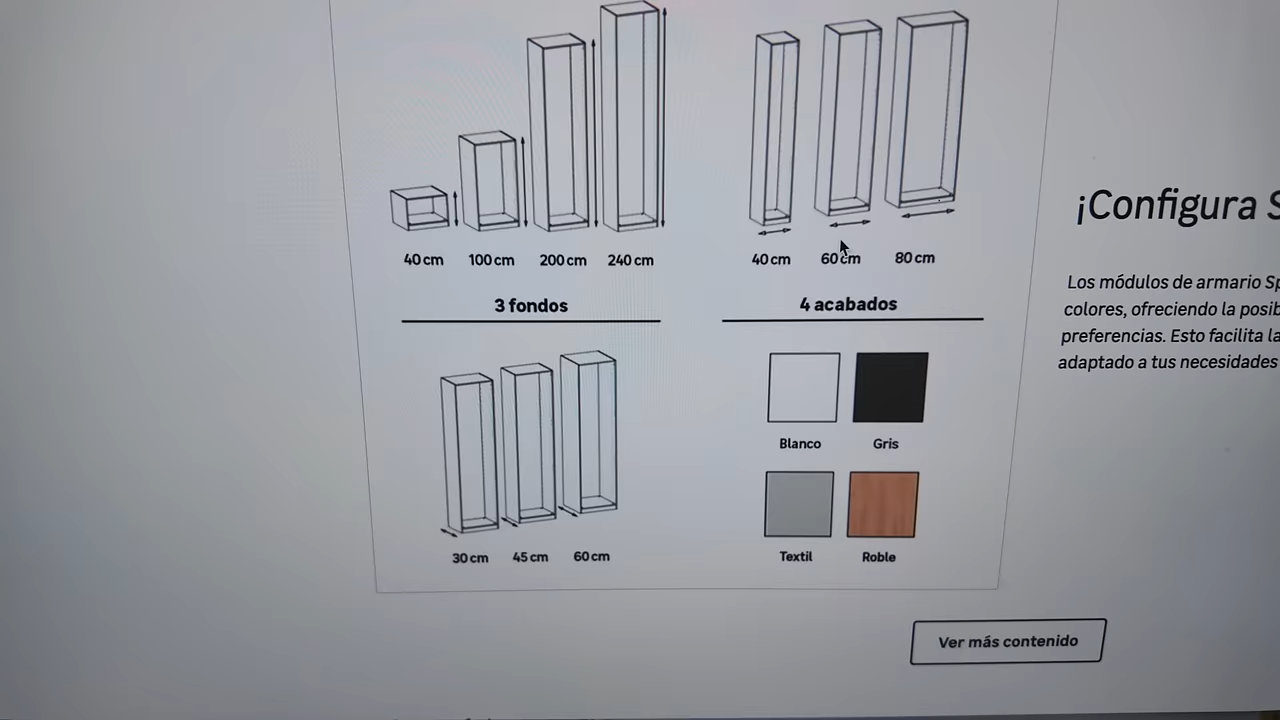 40 cm 100 cm 200 cm 240 cm
40 cm 60 cm 80 cm
3 fondos
4 acabados
30 cm 45 cm 60 cm
Blanco Gris
Textil Roble
¡Configura S
Los módulos de armario Sp
colores, ofreciendo la posib
preferencias. Esto facilita la
adaptado a tus necesidades
Ver más contenido